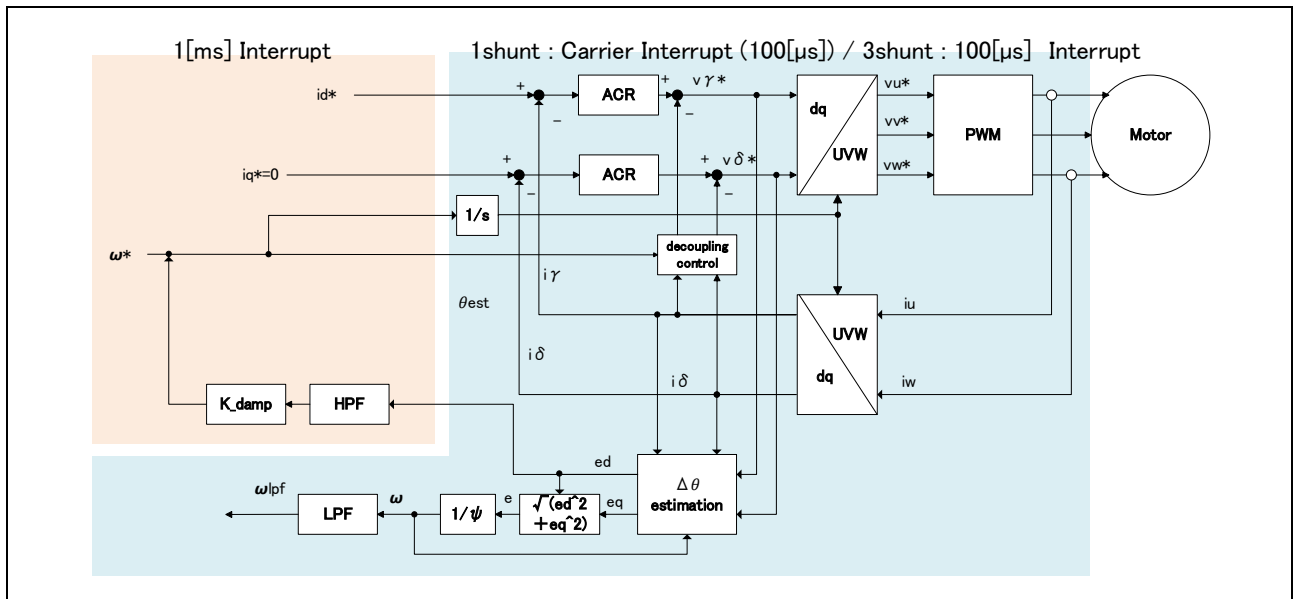 1[ms] Interrupt
1shunt : Carrier Interrupt (100[μs]) / 3shunt : 100[μs] Interrupt
id*
+
−
ACR
+
−
vγ*
dq
UVW
vu*
vv*
vw*
PWM
Motor
iq*=0
+
−
ACR
+
−
vδ*
1/s
ω*
decoupling
control
iγ
θest
iδ
iδ
UVW
dq
iu
iw
K_damp
HPF
ed
Δθ
estimation
ωlpf
LPF
ω
1/ψ
e
√(ed^2
+eq^2)
eq